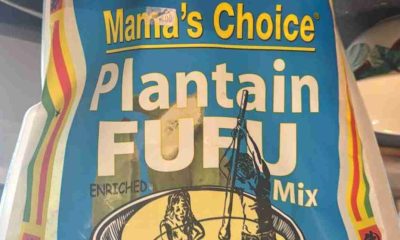 Mama's Choice®
Plantain
FUFU
ENRICHED
Mix